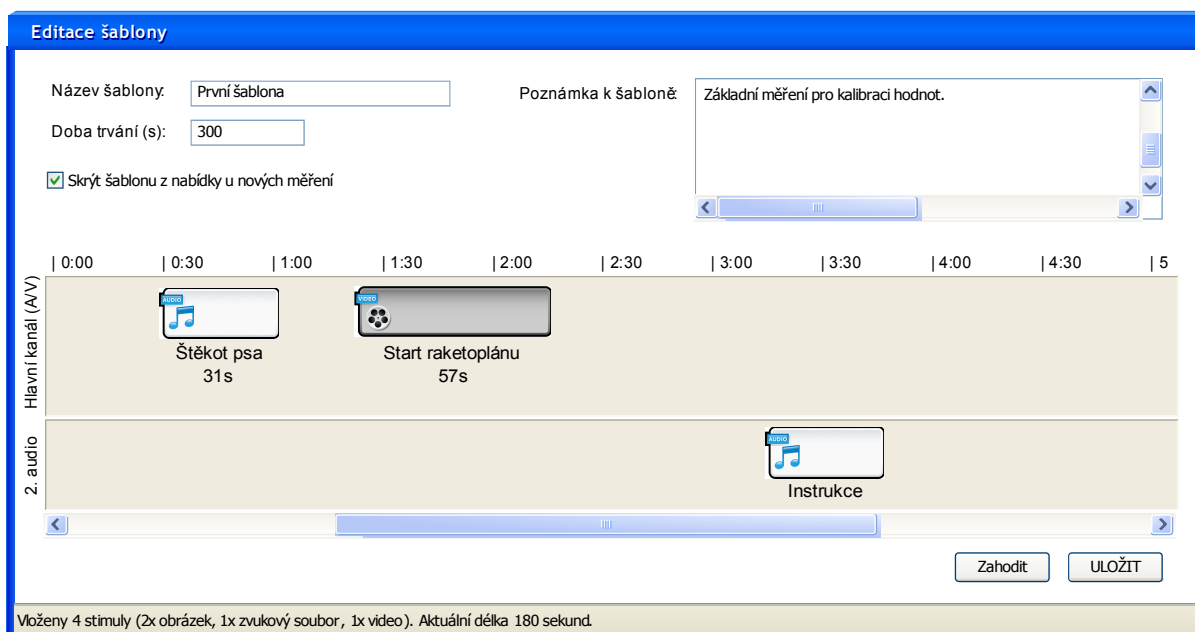 Editace šablony
Název šablony: První šablona
Doba trvání (s): 300
Skrýt šablonu z nabídky u nových měření
Poznámka k šabloně: Základní měření pro kalibraci hodnot.
| 0:00 | 0:30 | 1:00 | 1:30 | 2:00 | 2:30 | 3:00 | 3:30 | 4:00 | 4:30 | 5
Hlavní kanál (A/V)
AUDIO
Štěkot psa
31s
VIDEO
Start raketoplánu
57s
2. audio
AUDIO
Instrukce
Zahodit ULOŽIT
Vloženy 4 stimuly (2x obrázek, 1x zvukový soubor, 1x video). Aktuální délka 180 sekund.